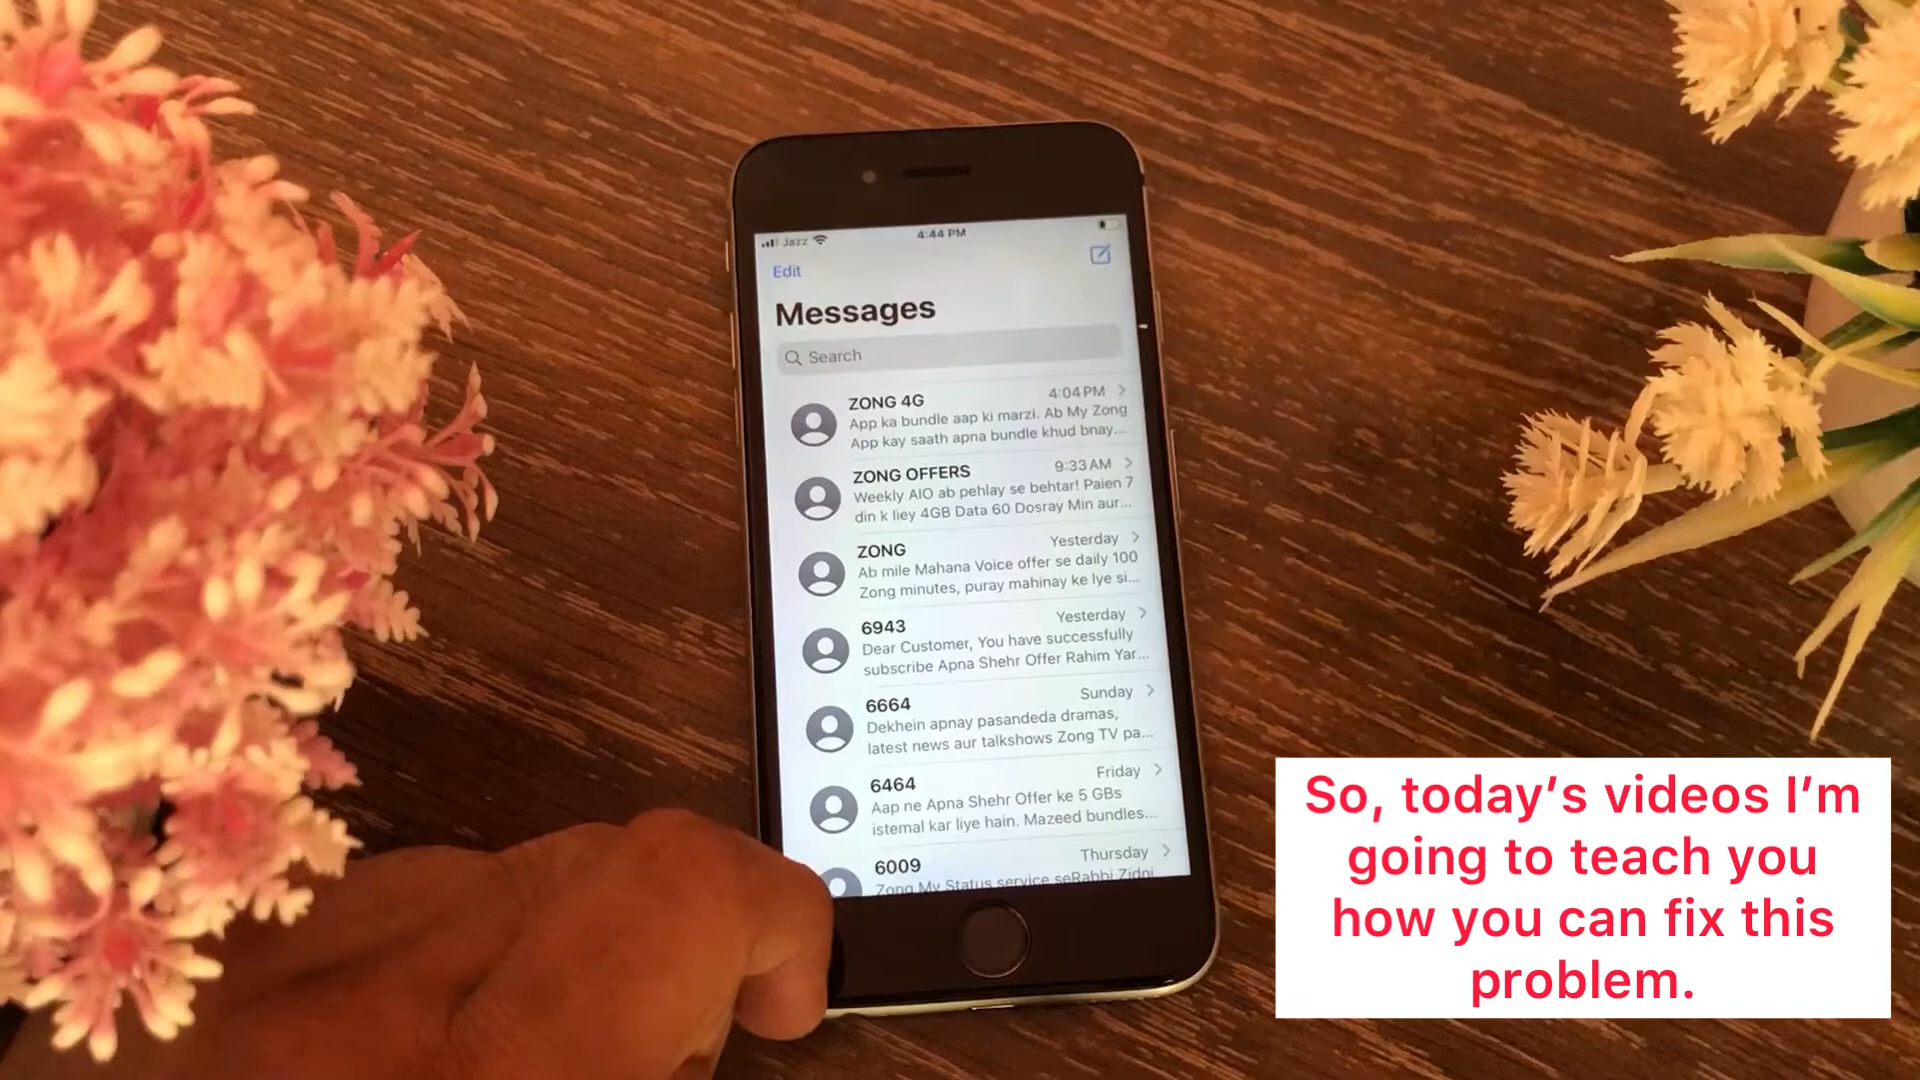 Jazz 4:44 PM
Edit
Messages
Search
ZONG 4G 4:04 PM
App ka bundle aap ki marzi. Ab My Zong
App kay saath apna bundle khud bnay...
ZONG OFFERS 9:33 AM
Weekly AIO ab pehlay se behtar! Paien 7
din k liey 4GB Data 60 Dosray Min aur...
ZONG Yesterday
Ab mile Mahana Voice offer se daily 100
Zong minutes, puray mahinay ke lye si...
6943 Yesterday
Dear Customer, You have successfully
subscribe Apna Shehr Offer Rahim Yar...
6664 Sunday
Dekhein apnay pasandeda dramas,
latest news aur talkshows Zong TV pa...
6464 Friday
Aap ne Apna Shehr Offer ke 5 GBs
istemal kar liye hain. Mazeed bundles...
6009 Thursday
Zong My Status service seRabbi Zidni
So, today’s videos I’m
going to teach you
how you can fix this
problem.